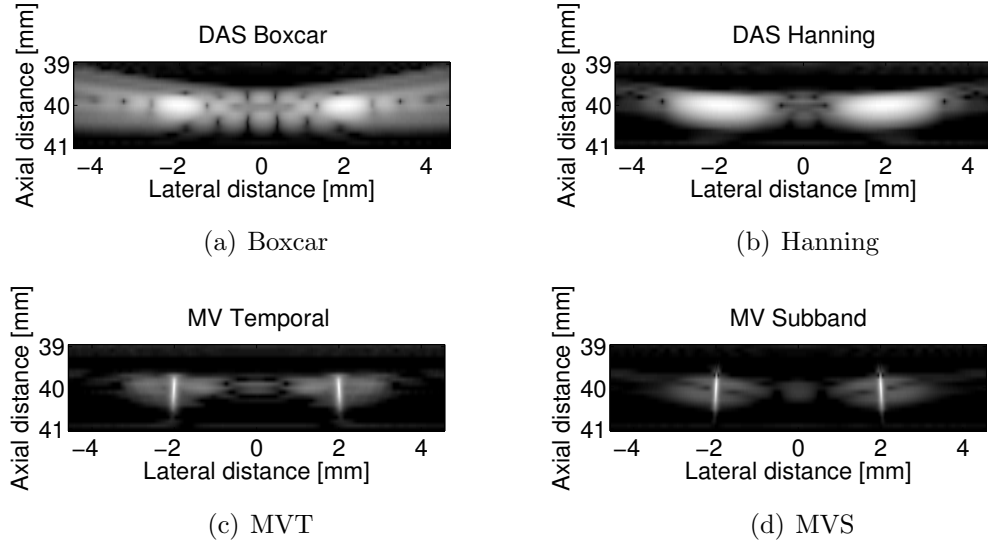 DAS Boxcar
Axial distance [mm]
39
40
41
−4 −2 0 2 4
Lateral distance [mm]
(a) Boxcar
DAS Hanning
Axial distance [mm]
39
40
41
−4 −2 0 2 4
Lateral distance [mm]
(b) Hanning
MV Temporal
Axial distance [mm]
39
40
41
−4 −2 0 2 4
Lateral distance [mm]
(c) MVT
MV Subband
Axial distance [mm]
39
40
41
−4 −2 0 2 4
Lateral distance [mm]
(d) MVS